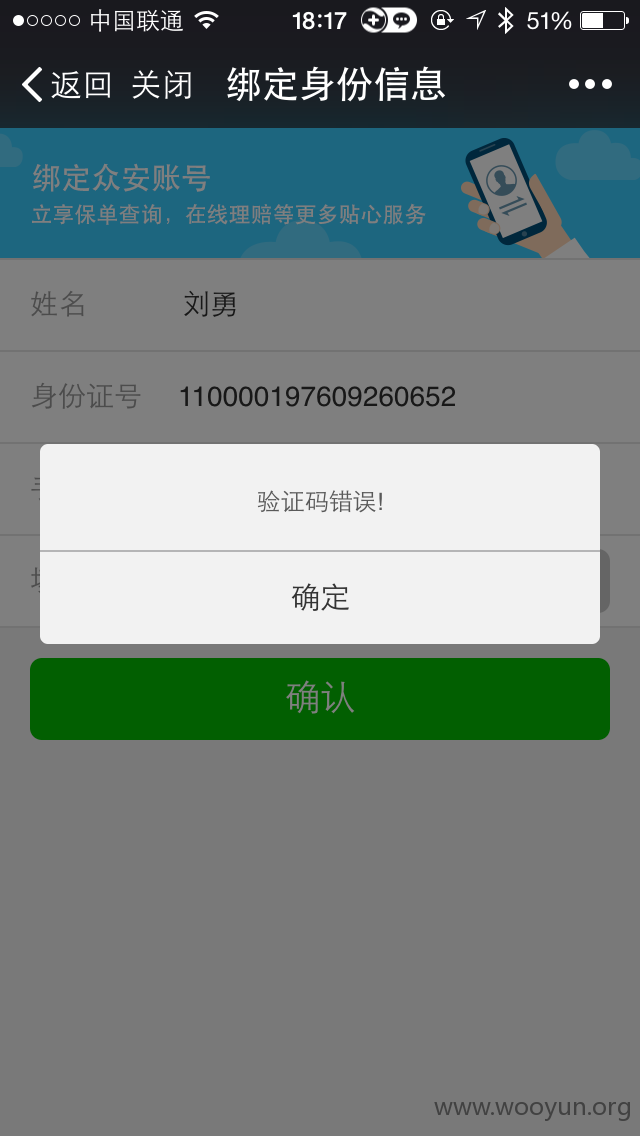 中国联通 18:17 51%
返回 关闭 绑定身份信息
绑定众安账号
立享保单查询，在线理赔等更多贴心服务
姓名 刘勇
身份证号 110000197609260652
验证码错误!
确定
确认
www.wooyun.org